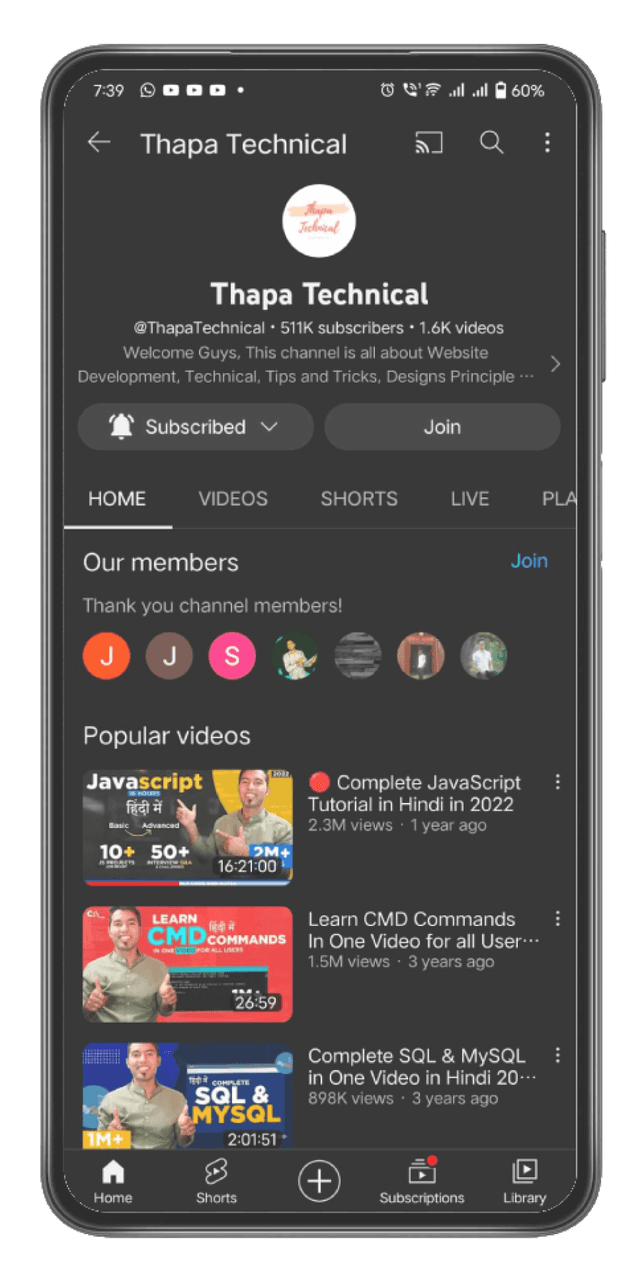 7:39
60%
Thapa Technical
Thapa
Technical
Thapa Technical
@ThapaTechnical • 511K subscribers • 1.6K videos
Welcome Guys, This channel is all about Website
Development, Technical, Tips and Tricks, Designs Principle ···
Subscribed
Join
HOME
VIDEOS
SHORTS
LIVE
PLA
Our members
Join
Thank you channel members!
J
J
S
Popular videos
Javascript
2022
16 HOURS
हिंदी में
Basic
Advanced
10+
50+
JS PROJECTS
INTERVIEW Q&A
2M+
16:21:00
Complete JavaScript
Tutorial in Hindi in 2022
2.3M views · 1 year ago
LEARN
हिंदी में
CMD COMMANDS
IN ONE VIDEO FOR ALL USERS
26:59
Learn CMD Commands
In One Video for all User···
1.5M views · 3 years ago
हिंदी में COMPLETE
SQL &
MYSQL
1M+
2:01:51
Complete SQL & MySQL
in One Video in Hindi 20···
898K views · 3 years ago
Home
Shorts
Subscriptions
Library